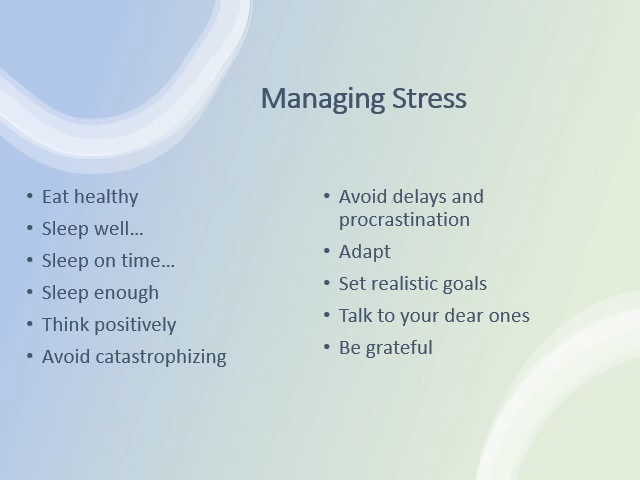 Managing Stress
• Eat healthy
• Sleep well…
• Sleep on time…
• Sleep enough
• Think positively
• Avoid catastrophizing
• Avoid delays and
procrastination
• Adapt
• Set realistic goals
• Talk to your dear ones
• Be grateful